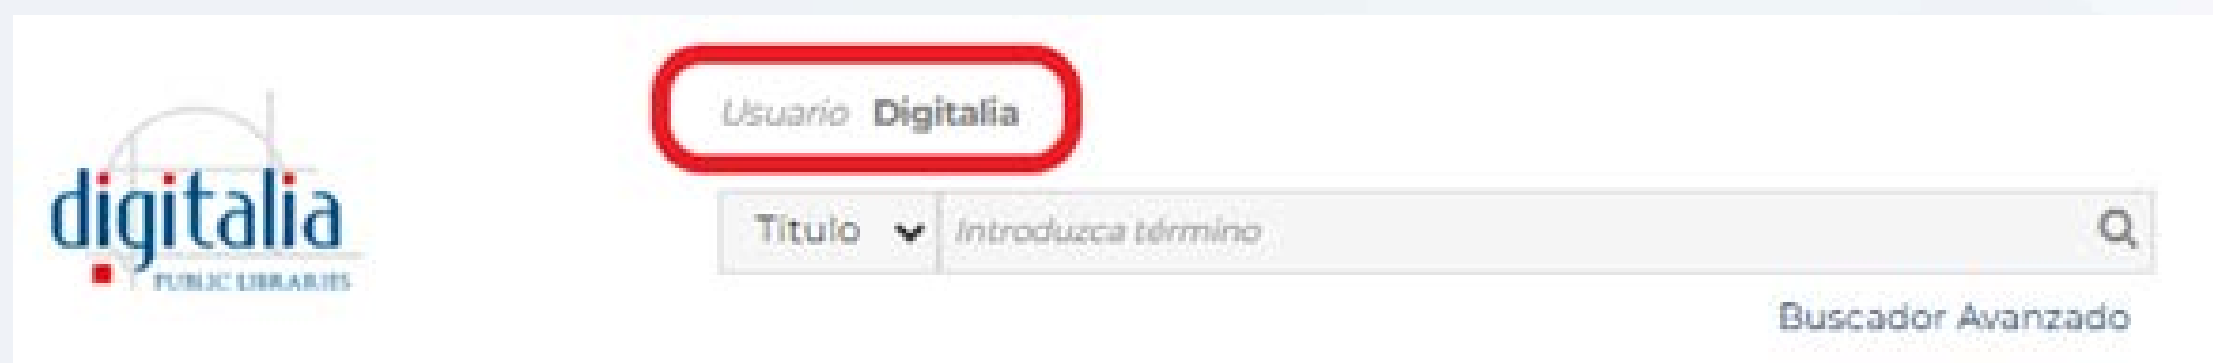 Usuario Digitalia
digitalia
PUBLIC LIBRARIES
Título Introduzca término
Buscador Avanzado